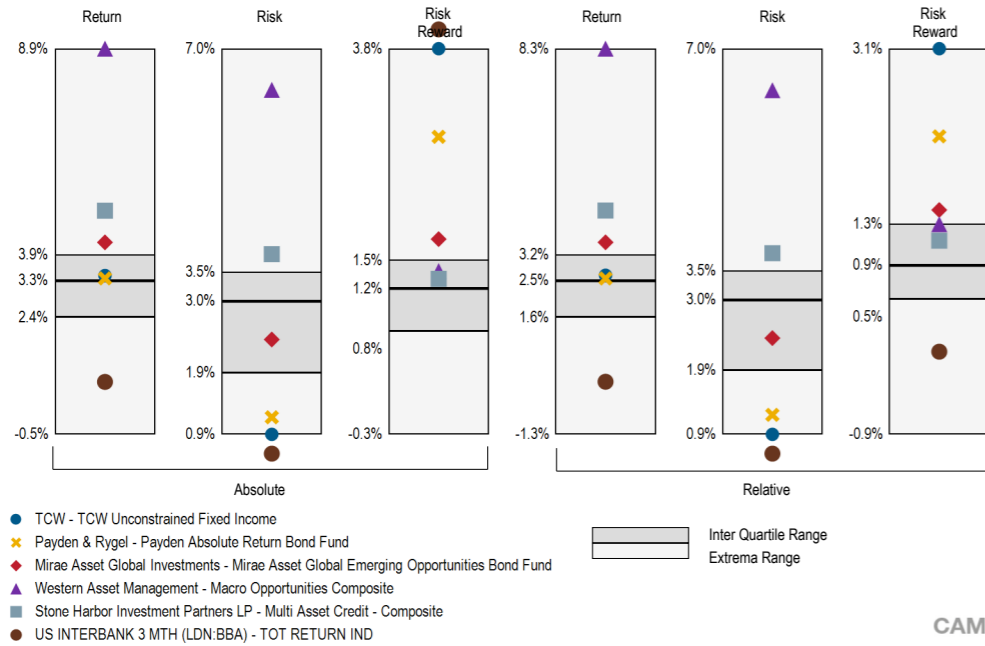 Return
Risk
Risk
Reward
Return
Risk
Risk
Reward
8.9%
3.9%
3.3%
2.4%
-0.5%
7.0%
3.5%
3.0%
1.9%
0.9%
3.8%
1.5%
1.2%
0.8%
-0.3%
8.3%
3.2%
2.5%
1.6%
-1.3%
7.0%
3.5%
3.0%
1.9%
0.9%
3.1%
1.3%
0.9%
0.5%
-0.9%
Absolute
Relative
TCW - TCW Unconstrained Fixed Income
Payden & Rygel - Payden Absolute Return Bond Fund
Mirae Asset Global Investments - Mirae Asset Global Emerging Opportunities Bond Fund
Western Asset Management - Macro Opportunities Composite
Stone Harbor Investment Partners LP - Multi Asset Credit - Composite
US INTERBANK 3 MTH (LDN:BBA) - TOT RETURN IND
Inter Quartile Range
Extrema Range
CAM